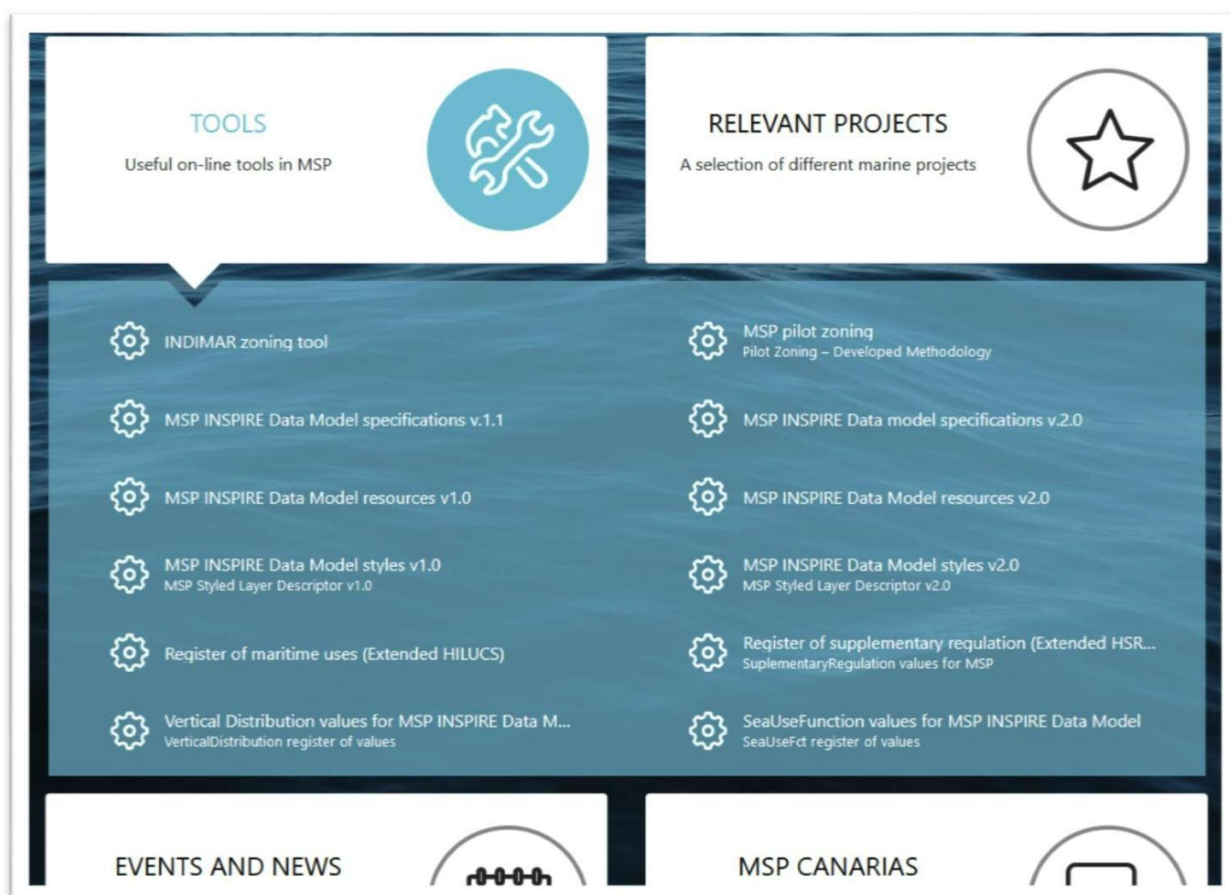 TOOLS
Useful on-line tools in MSP
RELEVANT PROJECTS
A selection of different marine projects
INDIMAR zoning tool
MSP pilot zoning
Pilot Zoning – Developed Methodology
MSP INSPIRE Data Model specifications v.1.1
MSP INSPIRE Data model specifications v.2.0
MSP INSPIRE Data Model resources v1.0
MSP INSPIRE Data Model resources v2.0
MSP INSPIRE Data Model styles v1.0
MSP Styled Layer Descriptor v1.0
MSP INSPIRE Data Model styles v2.0
MSP Styled Layer Descriptor v2.0
Register of maritime uses (Extended HILUCS)
Register of supplementary regulation (Extended HSR...
SuplementaryRegulation values for MSP
Vertical Distribution values for MSP INSPIRE Data M...
VerticalDistribution register of values
SeaUseFunction values for MSP INSPIRE Data Model
SeaUseFct register of values
EVENTS AND NEWS
MSP CANARIAS